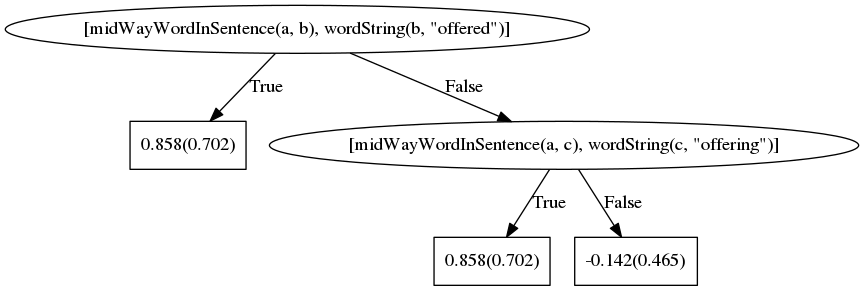 [midWayWordInSentence(a, b), wordString(b, "offered")]
True
False
0.858(0.702)
[midWayWordInSentence(a, c), wordString(c, "offering")]
True
False
0.858(0.702)
-0.142(0.465)